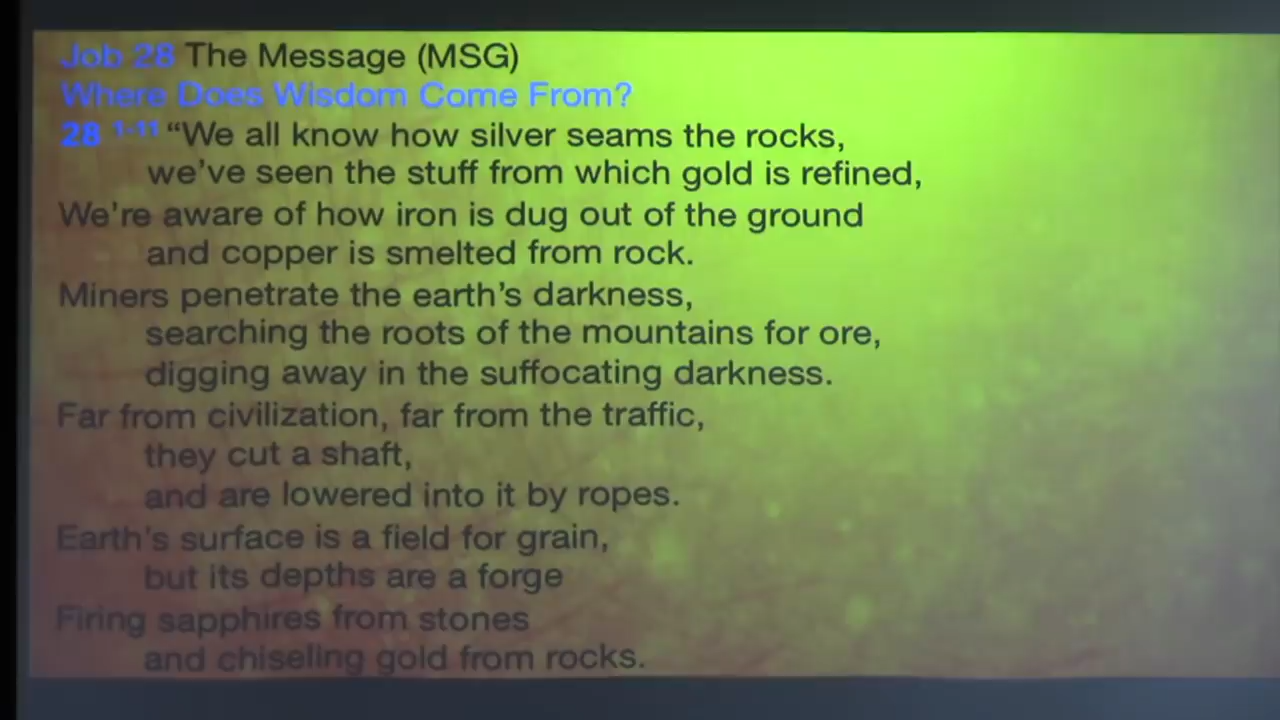 Job 28 The Message (MSG)
Where Does Wisdom Come From?
28 1-11 “We all know how silver seams the rocks,
we’ve seen the stuff from which gold is refined,
We’re aware of how iron is dug out of the ground
and copper is smelted from rock.
Miners penetrate the earth’s darkness,
searching the roots of the mountains for ore,
digging away in the suffocating darkness.
Far from civilization, far from the traffic,
they cut a shaft,
and are lowered into it by ropes.
Earth’s surface is a field for grain,
but its depths are a forge
Firing sapphires from stones
and chiseling gold from rocks.